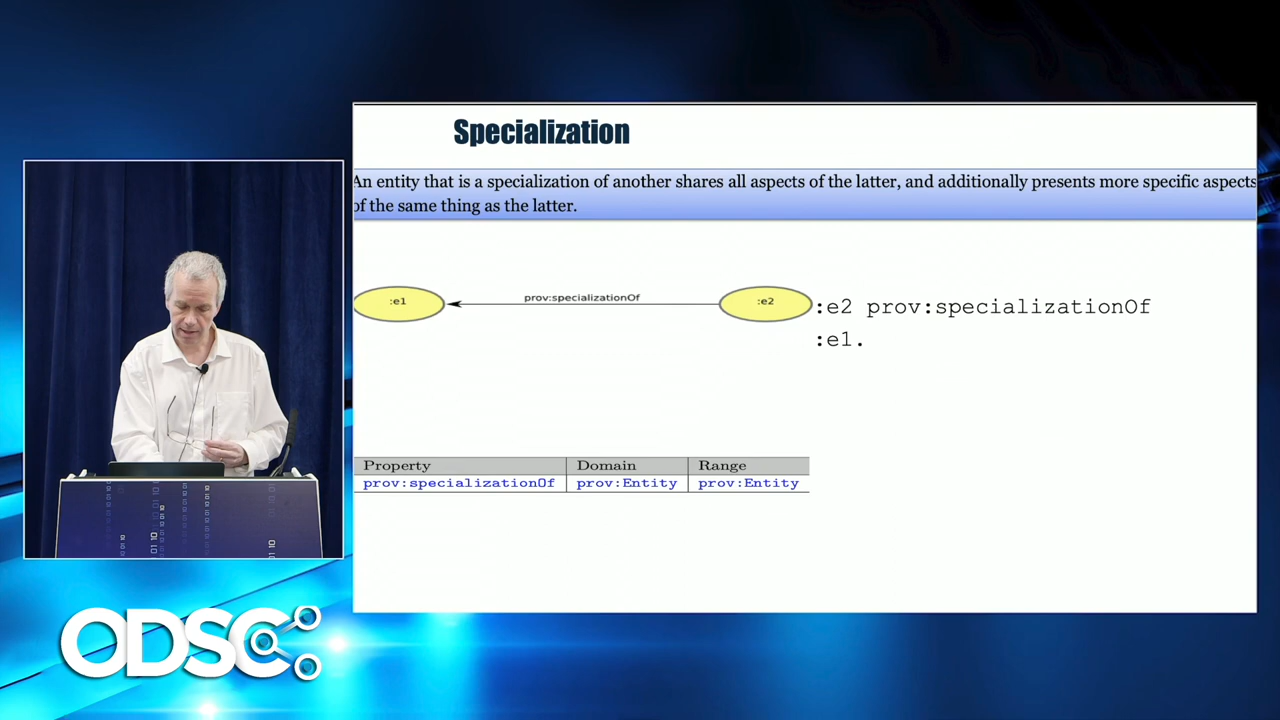 Specialization
An entity that is a specialization of another shares all aspects of the latter, and additionally presents more specific aspects
of the same thing as the latter.
:e1
prov:specializationOf
:e2
:e2 prov:specializationOf
:e1.
Property Domain Range
prov:specializationOf prov:Entity prov:Entity
ODSC